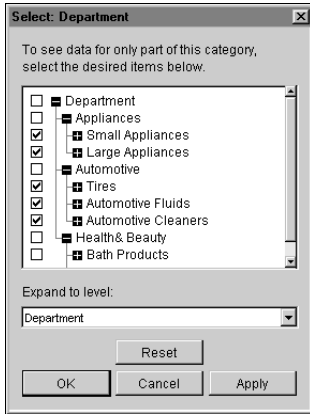 Select: Department
To see data for only part of this category,
select the desired items below.
Department
Appliances
Small Appliances
Large Appliances
Automotive
Tires
Automotive Fluids
Automotive Cleaners
Health& Beauty
Bath Products
Expand to level:
Department
Reset
OK Cancel Apply